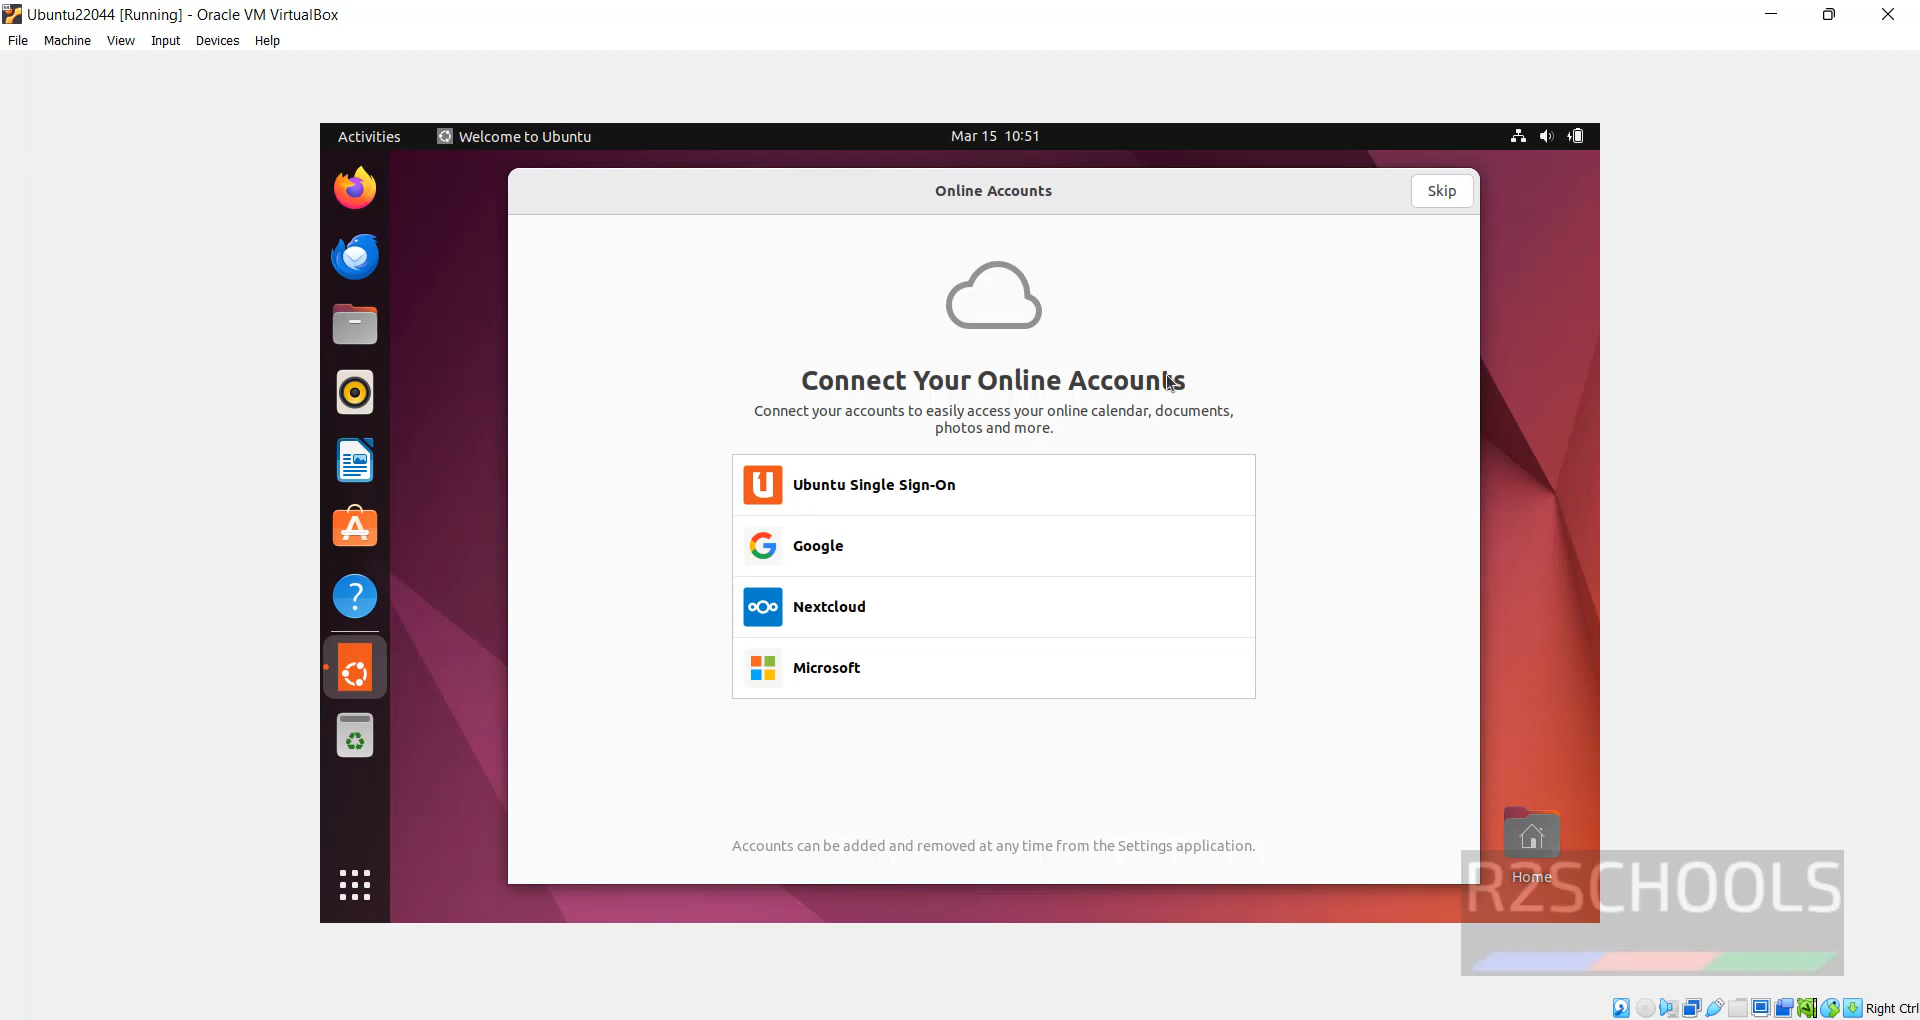 Ubuntu22044 [Running] - Oracle VM VirtualBox
File Machine View Input Devices Help
Activities Welcome to Ubuntu Mar 15 10:51
Online Accounts Skip
Connect Your Online Accounts
Connect your accounts to easily access your online calendar, documents,
photos and more.
Ubuntu Single Sign-On
Google
Nextcloud
Microsoft
Accounts can be added and removed at any time from the Settings application.
Home
R2SCHOOLS
Right Ctrl